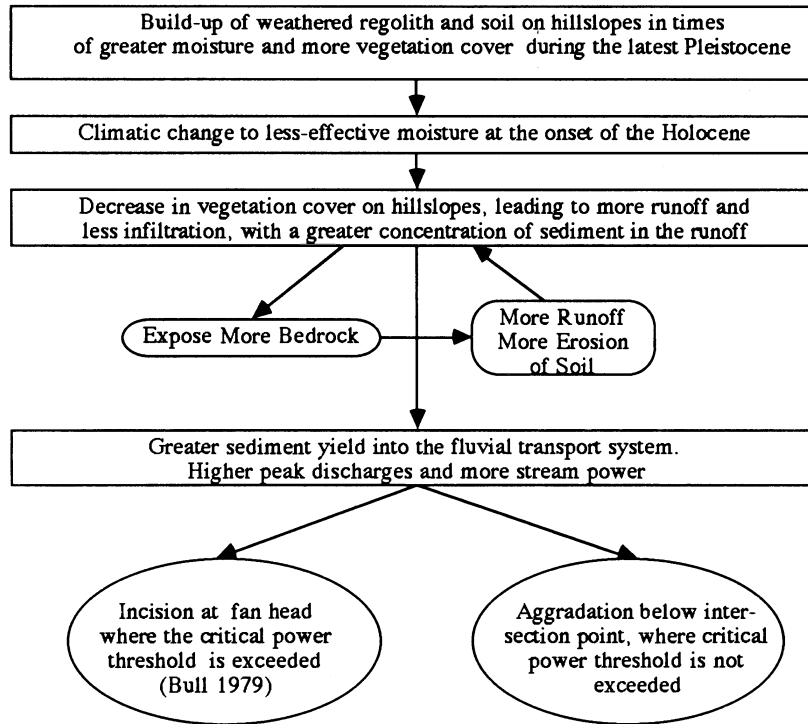 Build-up of weathered regolith and soil on hillslopes in times
of greater moisture and more vegetation cover during the latest Pleistocene
Climatic change to less-effective moisture at the onset of the Holocene
Decrease in vegetation cover on hillslopes, leading to more runoff and
less infiltration, with a greater concentration of sediment in the runoff
Expose More Bedrock
More Runoff
More Erosion
of Soil
Greater sediment yield into the fluvial transport system.
Higher peak discharges and more stream power
Incision at fan head
where the critical power
threshold is exceeded
(Bull 1979)
Aggradation below inter-
section point, where critical
power threshold is not
exceeded